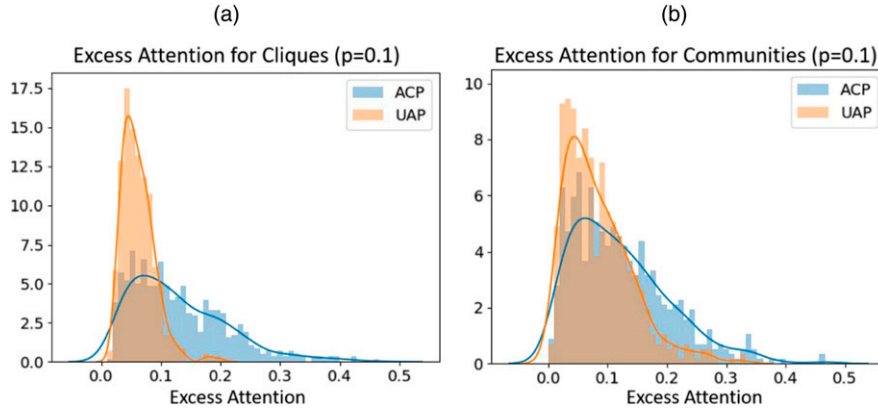 (a)
Excess Attention for Cliques (p=0.1)
17.5
15.0
12.5
10.0
7.5
5.0
2.5
0.0
0.0 0.1 0.2 0.3 0.4 0.5
Excess Attention
ACP
UAP
(b)
Excess Attention for Communities (p=0.1)
10
8
6
4
2
0
0.0 0.1 0.2 0.3 0.4 0.5
Excess Attention
ACP
UAP